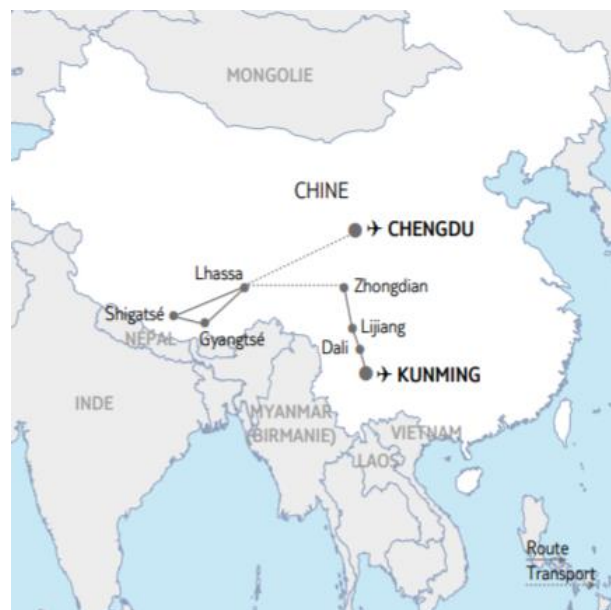 MONGOLIE
CHINE
CHENGDU
Lhassa
Zhongdian
Shigatsé
Gyangtsé
NÉPAL
Lijiang
Dali
KUNMING
INDE
MYANMAR
(BIRMANIE)
VIETNAM
LAOS
Route
Transport